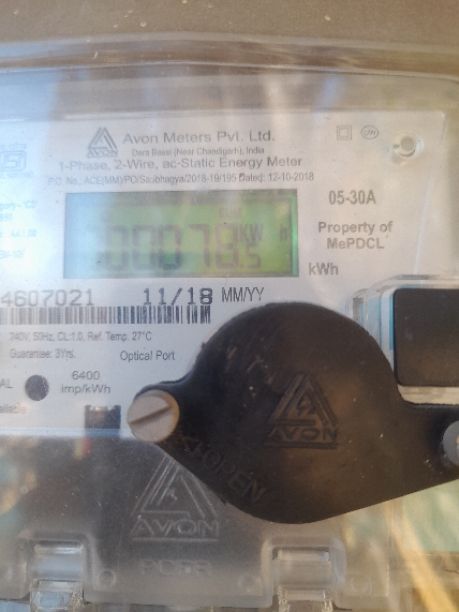 Avon Meters Pvt. Ltd.
Dera Bassi (Near Chandigarh), India
1-Phase, 2-Wire, ac-Static Energy Meter
P.O. No.: ACE(MM)/PO/Saubhagya/2018-19/195 Dated: 12-10-2018
05-30A
Property of
MePDCL
KW
kWh
4607021 11/18 MM/YY
240V, 50Hz, CL:1.0, Ref. Temp. 27°C
Guarantee: 3Yrs. Optical Port
6400
imp/kWh
AVON
OPEN
AVON